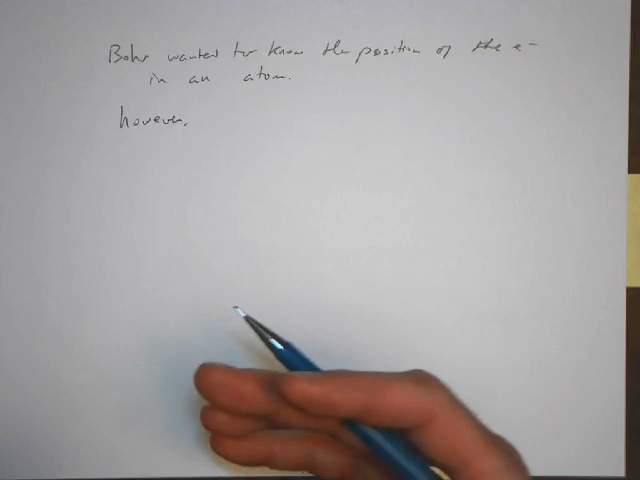 Bohr wanted to know the position of the e-
in an atom.
however,